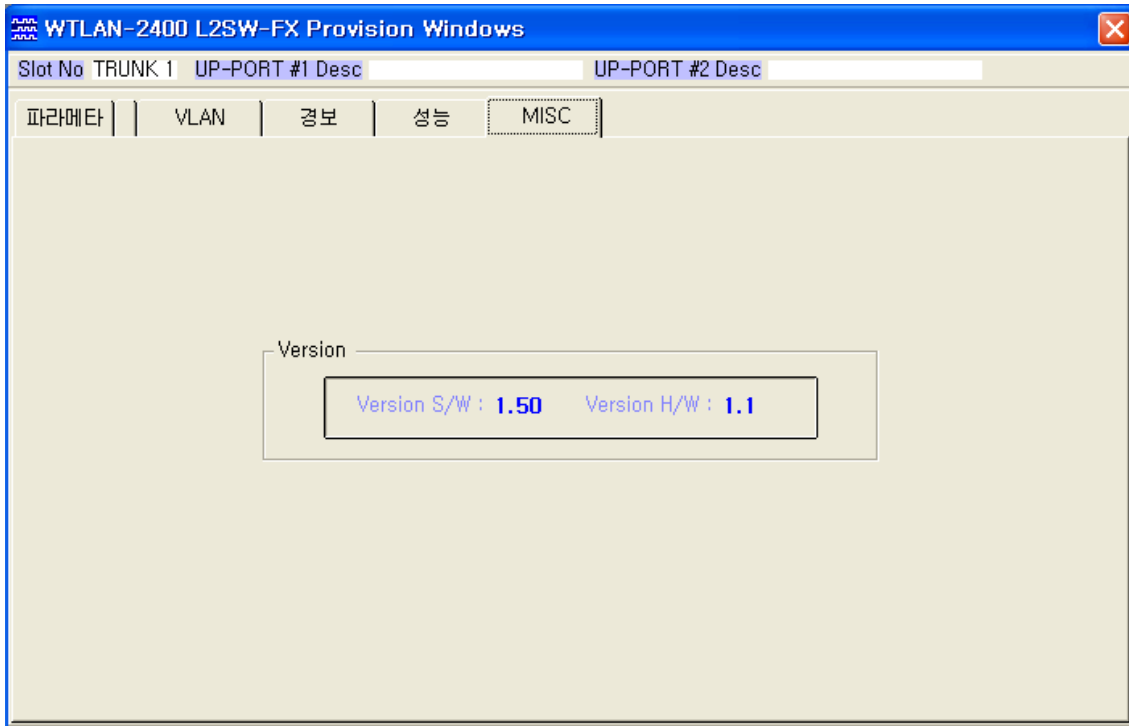 WTLAN-2400 L2SW-FX Provision Windows
Slot No TRUNK 1 UP-PORT #1 Desc UP-PORT #2 Desc
파라메타 VLAN 경보 성능 MISC
Version
Version S/W : 1.50 Version H/W : 1.1